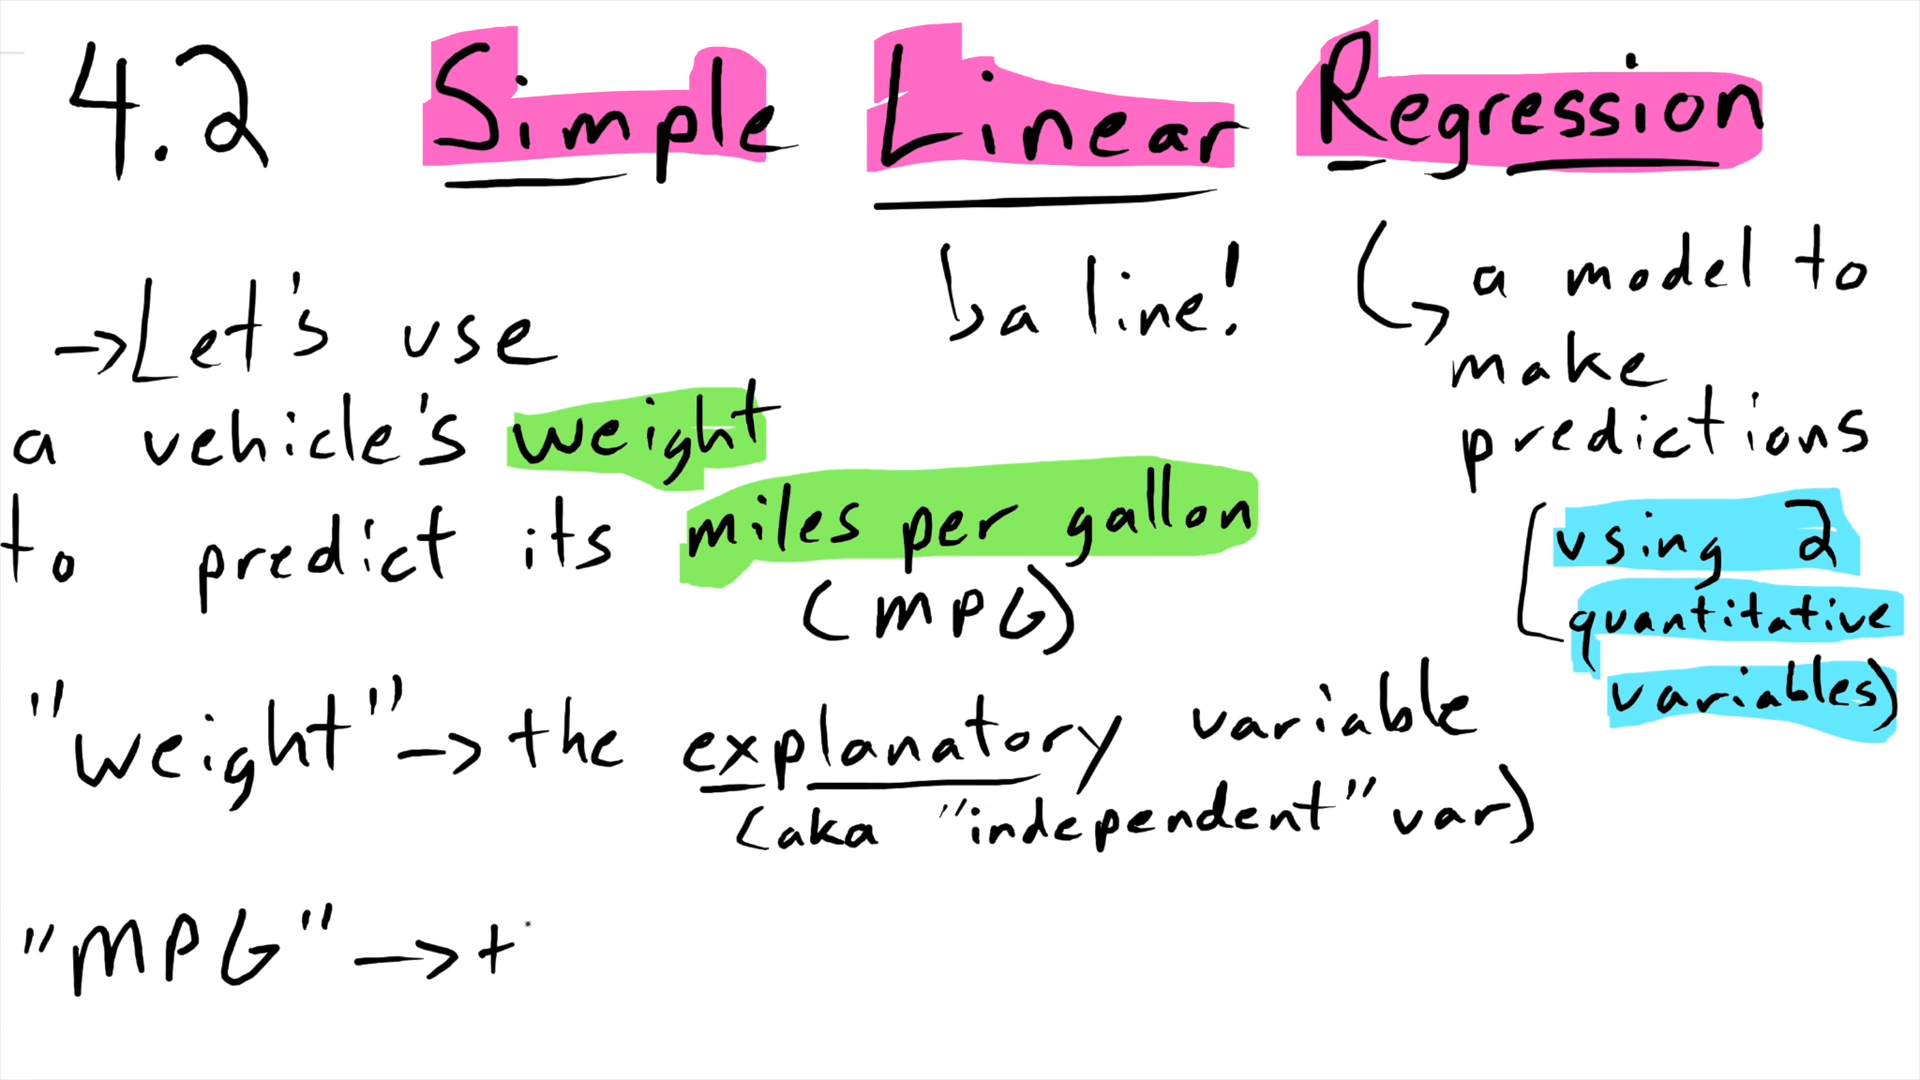 4.2 Simple Linear Regression
↳ a line!
↳ a model to
make
predictions
(using 2
quantitative
variables)
→ Let's use
a vehicle's weight
to predict its miles per gallon
(MPG)
"weight" → the explanatory variable
(aka "independent" var)
"MPG" → t